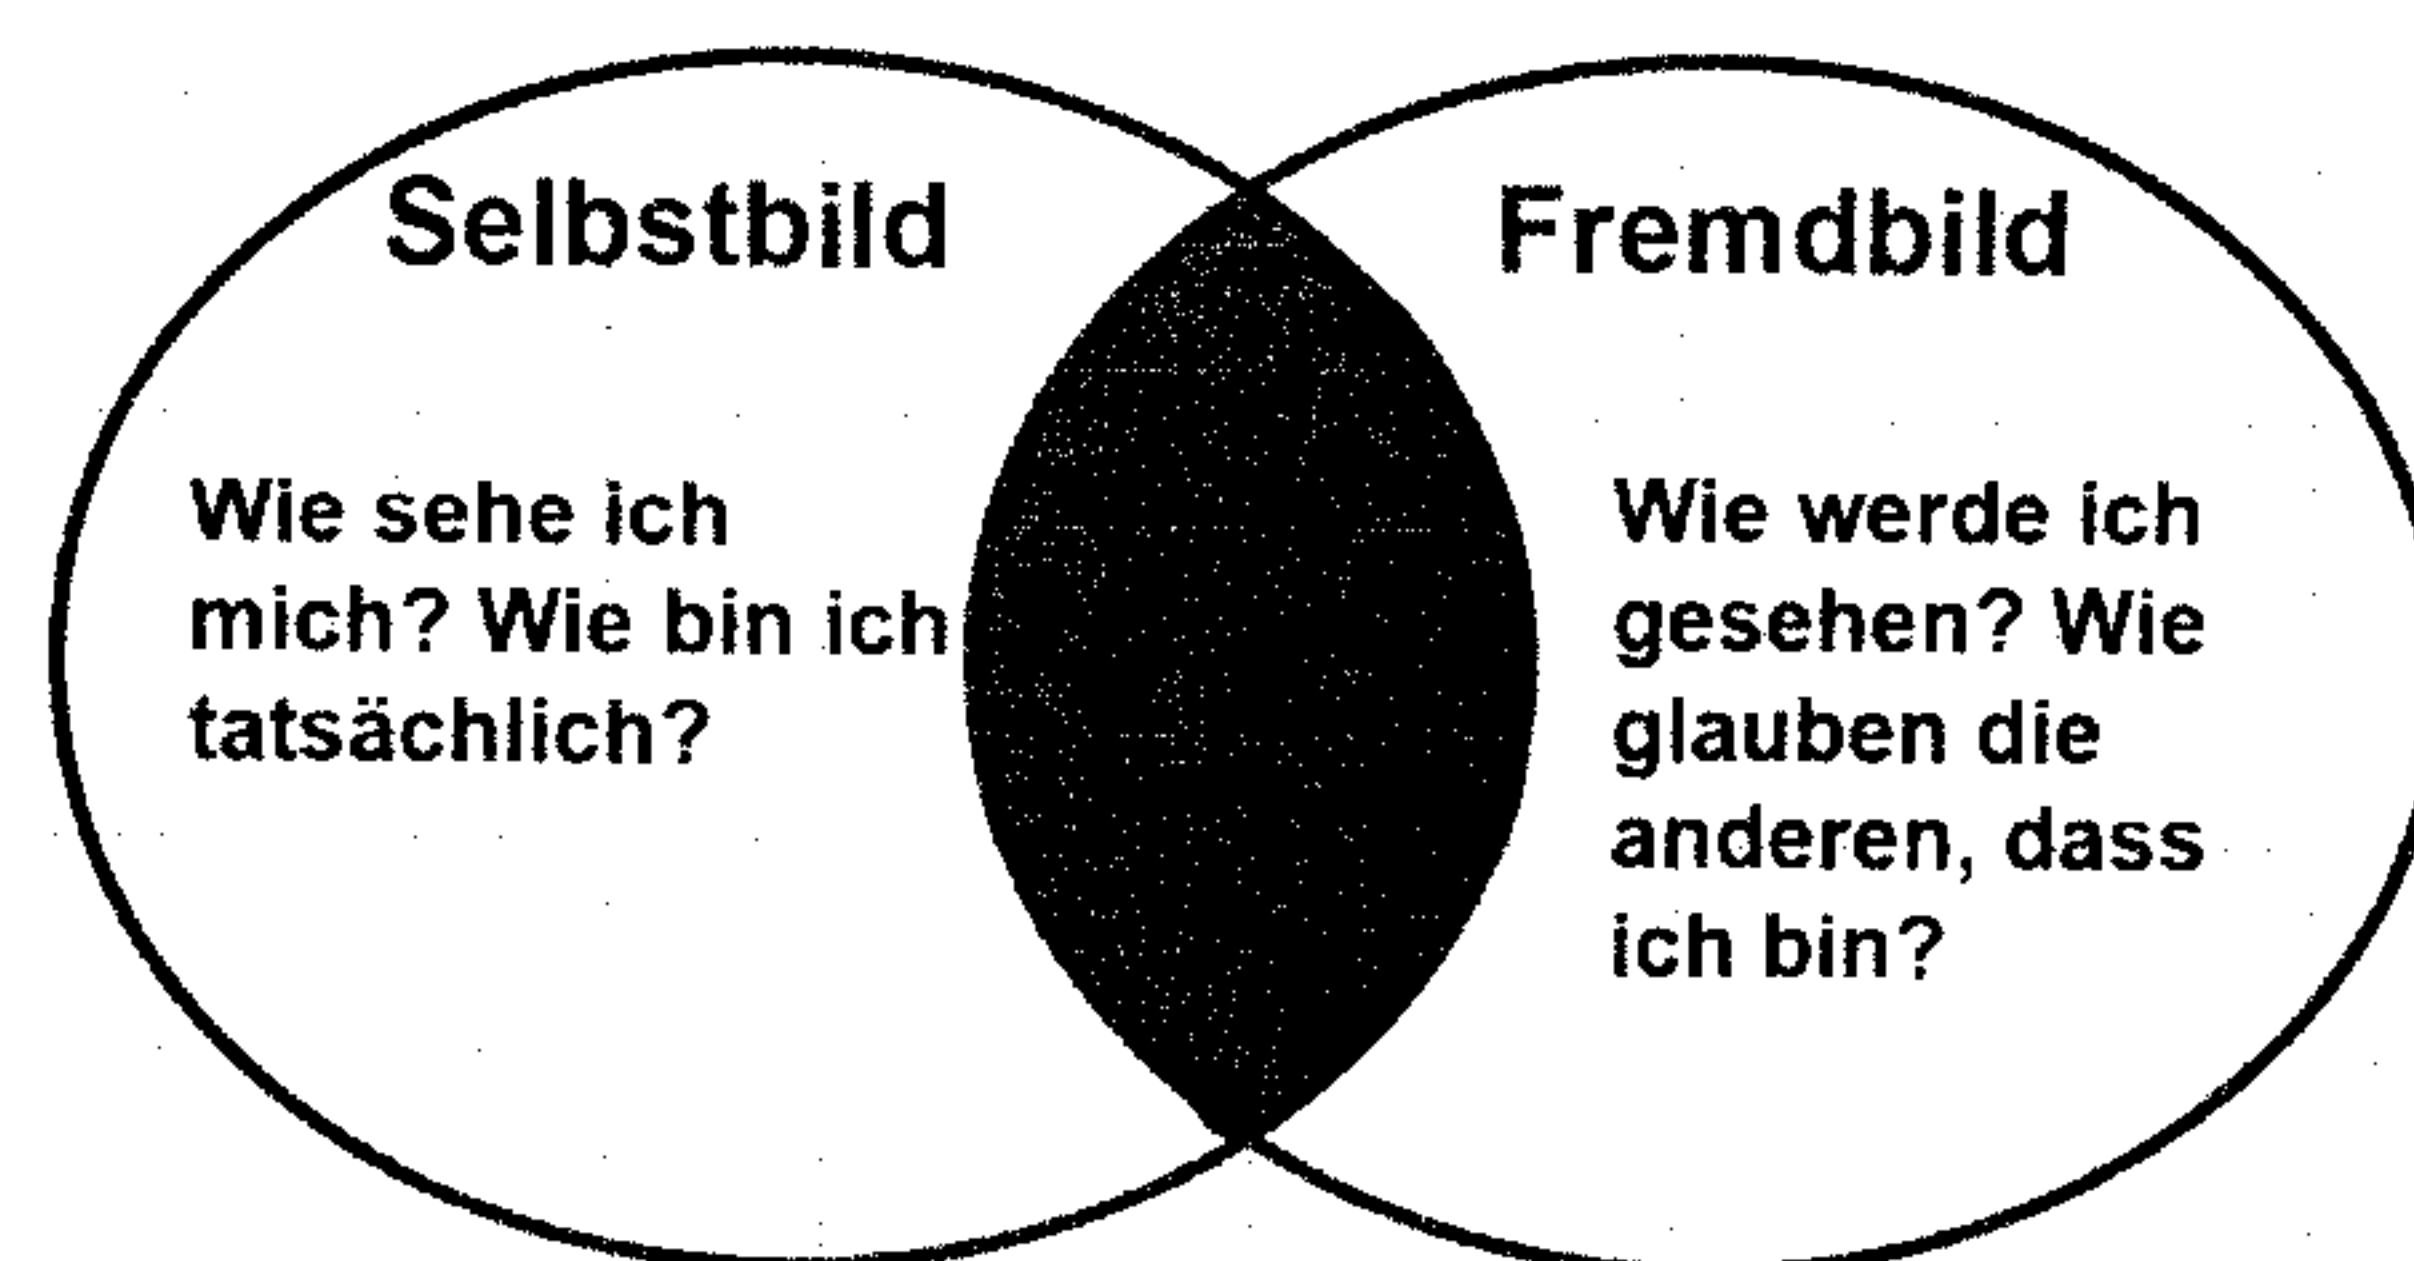 Selbstbild
Wie sehe ich
mich? Wie bin ich
tatsächlich?
Fremdbild
Wie werde ich
gesehen? Wie
glauben die
anderen, dass
ich bin?